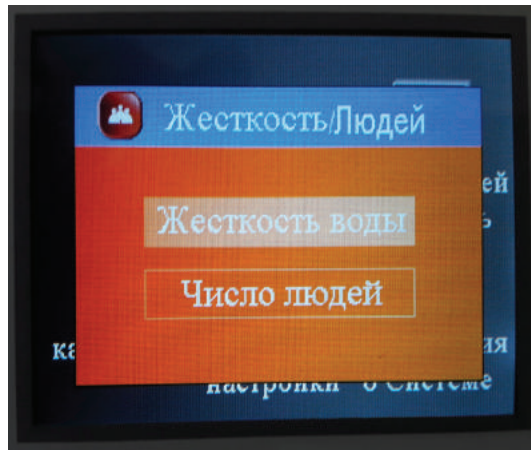 Жесткость/Людей
Жесткость воды
Число людей
настройки о Системе